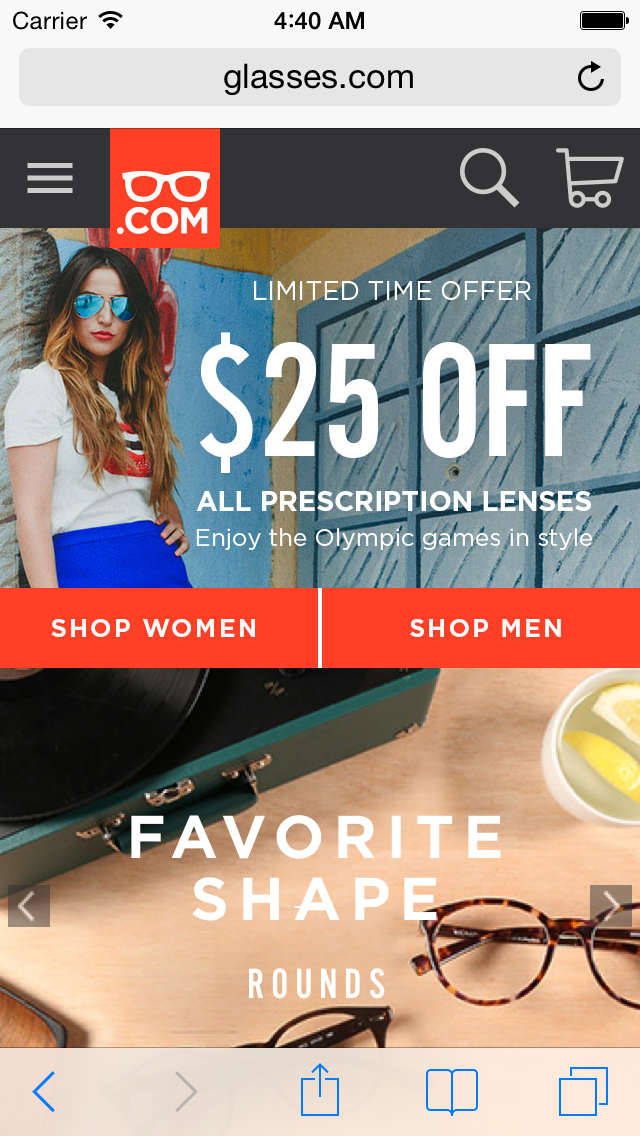 Carrier 4:40 AM
glasses.com
.COM
LIMITED TIME OFFER
$25 OFF
ALL PRESCRIPTION LENSES
Enjoy the Olympic games in style
SHOP WOMEN SHOP MEN
FAVORITE
SHAPE
ROUNDS